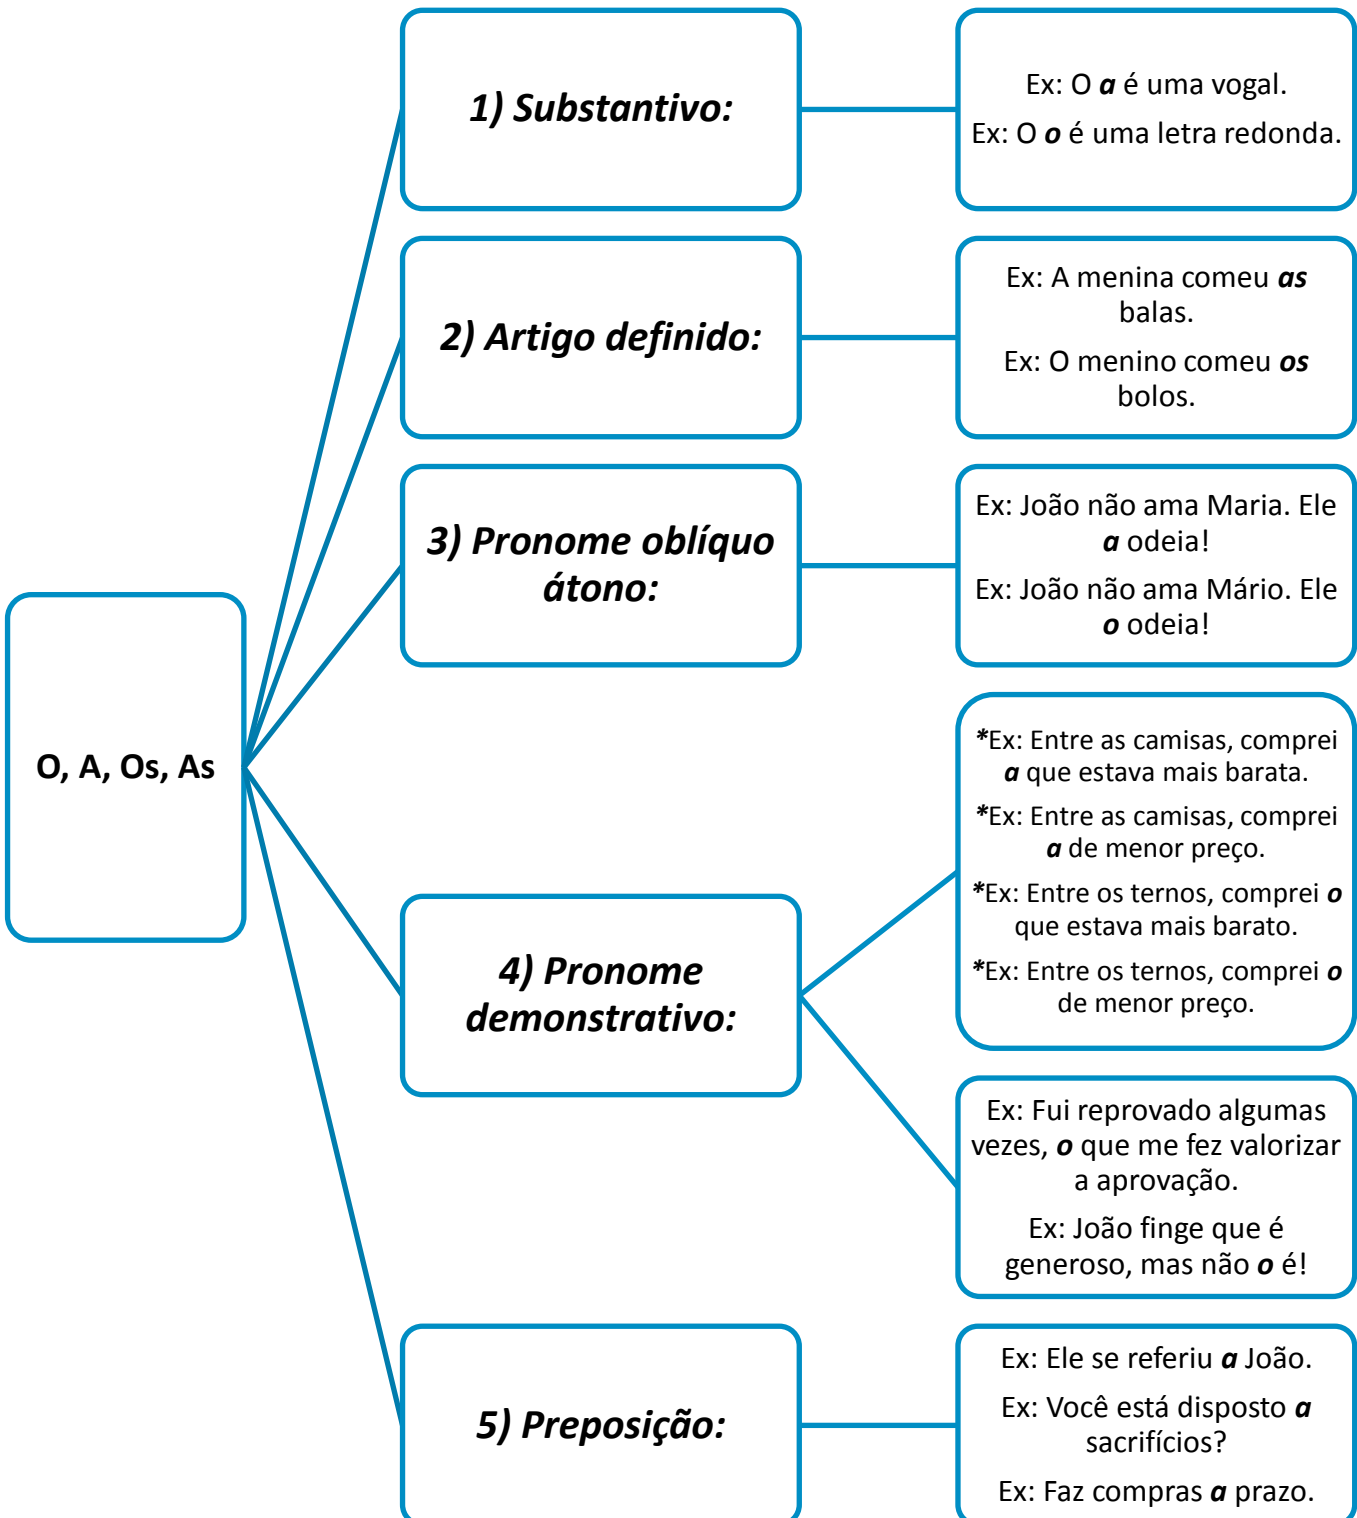 1) Substantivo:
Ex: O a é uma vogal.
Ex: O o é uma letra redonda.
2) Artigo definido:
Ex: A menina comeu as
balas.
Ex: O menino comeu os
bolos.
3) Pronome oblíquo
átono:
Ex: João não ama Maria. Ele
a odeia!
Ex: João não ama Mário. Ele
o odeia!
O, A, Os, As
4) Pronome
demonstrativo:
*Ex: Entre as camisas, comprei
a que estava mais barata.
*Ex: Entre as camisas, comprei
a de menor preço.
*Ex: Entre os ternos, comprei o
que estava mais barato.
*Ex: Entre os ternos, comprei o
de menor preço.
Ex: Fui reprovado algumas
vezes, o que me fez valorizar
a aprovação.
Ex: João finge que é
generoso, mas não o é!
5) Preposição:
Ex: Ele se referiu a João.
Ex: Você está disposto a
sacrifícios?
Ex: Faz compras a prazo.